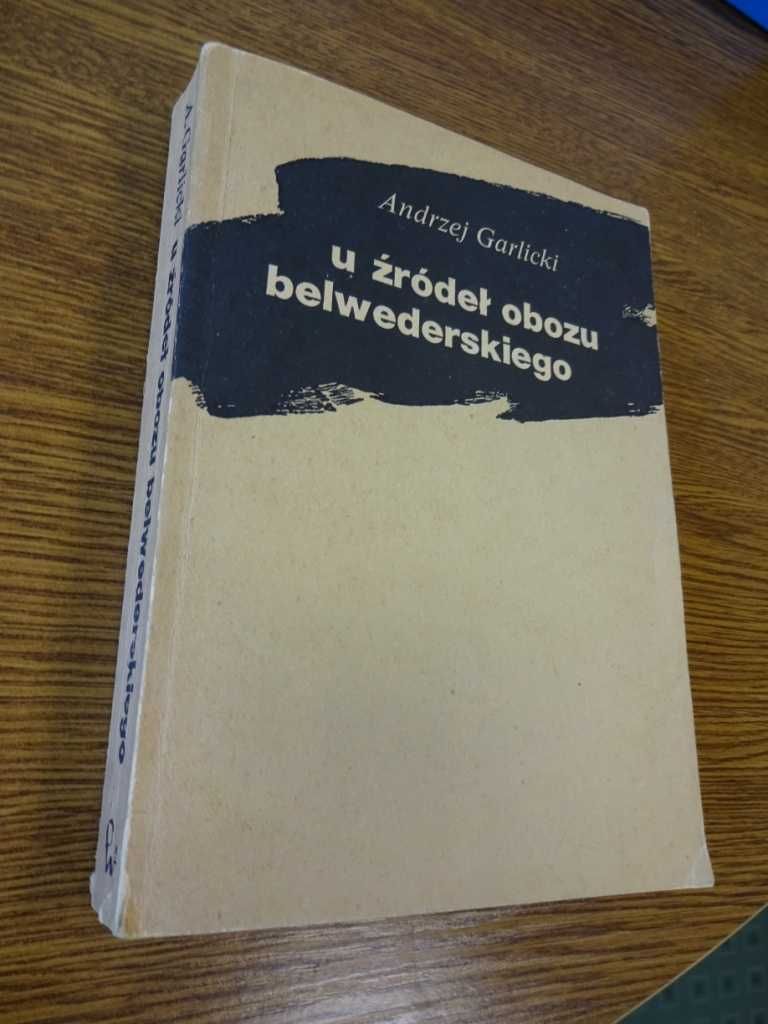 Andrzej Garlicki
u źródeł obozu
belwederskiego
A. Garlicki u źródeł obozu belwederskiego